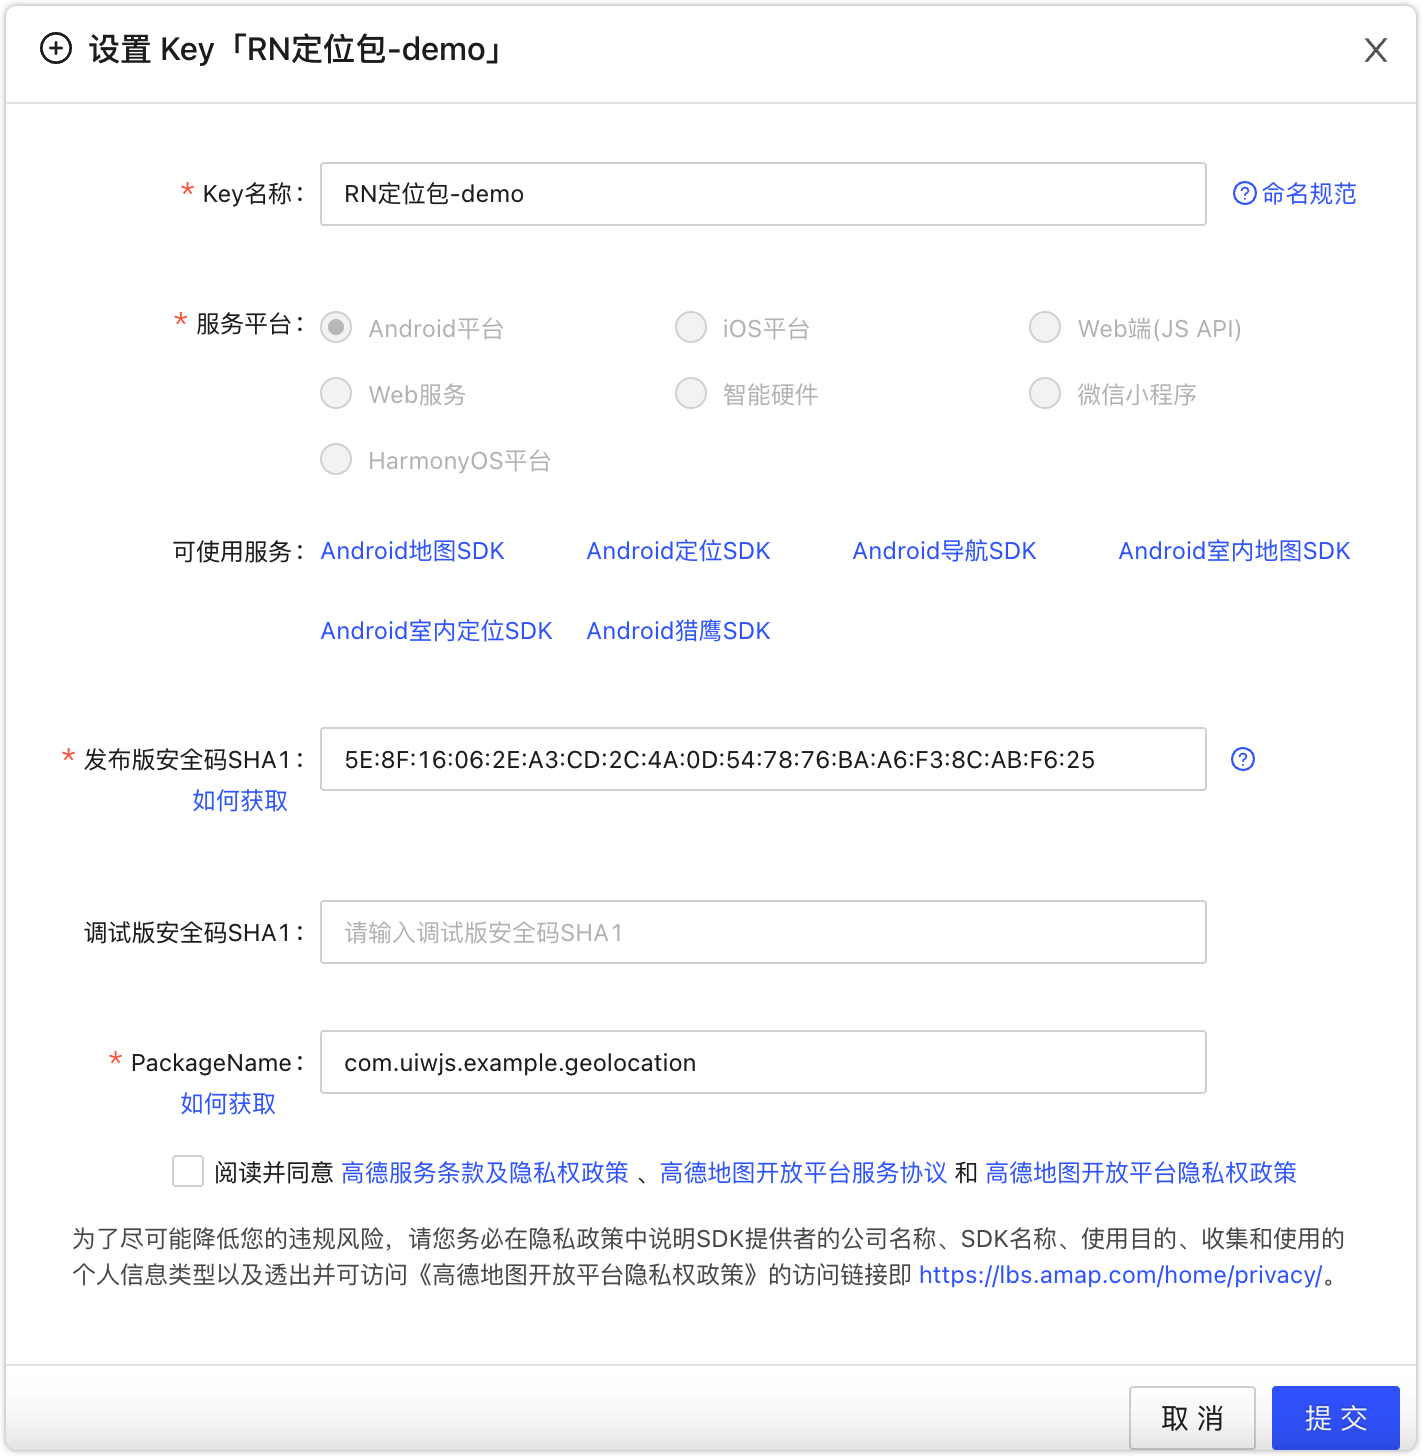 设置 Key「RN定位包-demo」
* Key名称： RN定位包-demo 命名规范
* 服务平台： Android平台 iOS平台 Web端(JS API)
Web服务 智能硬件 微信小程序
HarmonyOS平台
可使用服务： Android地图SDK Android定位SDK Android导航SDK Android室内地图SDK
Android室内定位SDK Android猎鹰SDK
* 发布版安全码SHA1： 5E:8F:16:06:2E:A3:CD:2C:4A:0D:54:78:76:BA:A6:F3:8C:AB:F6:25
如何获取
调试版安全码SHA1： 请输入调试版安全码SHA1
* PackageName： com.uiwjs.example.geolocation
如何获取
阅读并同意 高德服务条款及隐私权政策 、高德地图开放平台服务协议 和 高德地图开放平台隐私权政策
为了尽可能降低您的违规风险，请您务必在隐私政策中说明SDK提供者的公司名称、SDK名称、使用目的、收集和使用的
个人信息类型以及透出并可访问《高德地图开放平台隐私权政策》的访问链接即 https://lbs.amap.com/home/privacy/。
取 消 提 交